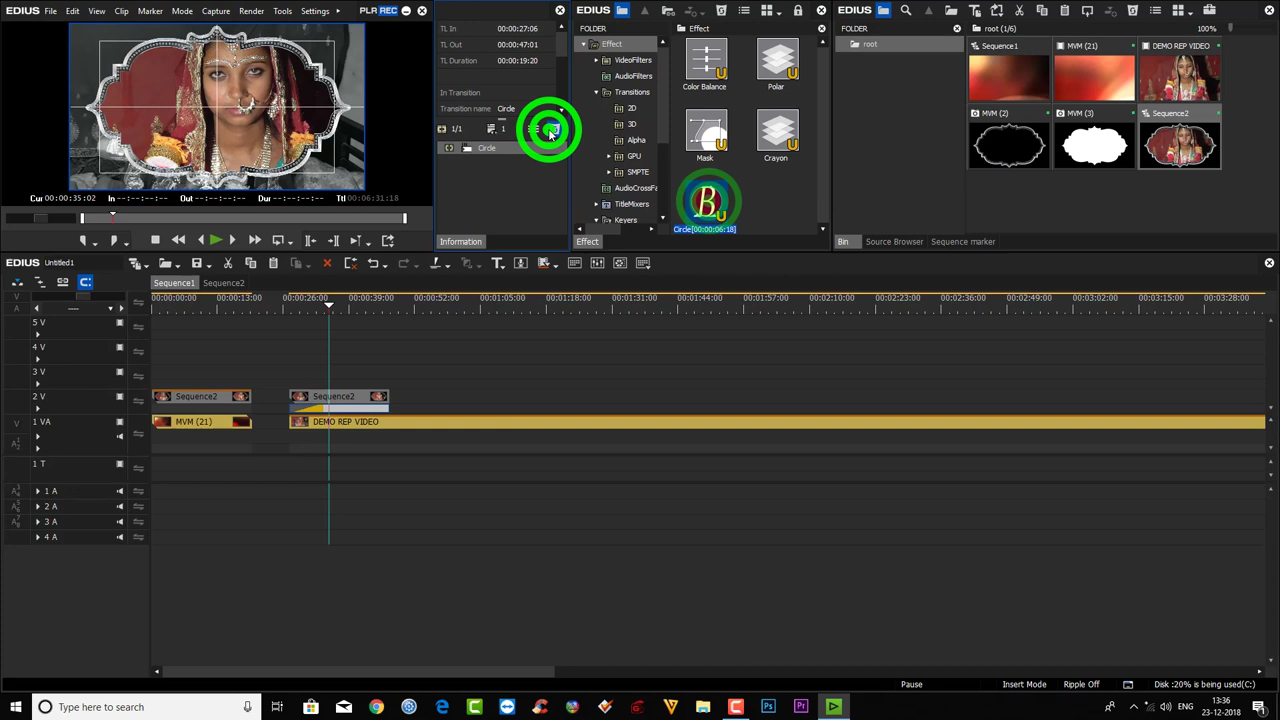 EDIUS File Edit View Clip Marker Mode Capture Render Tools Settings PLR REC
Cur 00:00:35:02 In --:--:--:-- Out --:--:--:-- Dur --:--:--:-- Ttl 00:06:31:18
TL In 00:00:27:06
TL Out 00:00:47:01
TL Duration 00:00:19:20
In Transition
Transition name Circle
1/1 1
Circle
Information
EDIUS
FOLDER
Effect
VideoFilters
AudioFilters
Transitions
2D
3D
Alpha
GPU
SMPTE
AudioCrossFa
TitleMixers
Keyers
Effect
Effect
Color Balance
Polar
Mask
Crayon
Circle[00:00:06:18]
EDIUS
FOLDER root (1/6) 100%
root
Sequence1 MVM (21) DEMO REP VIDEO
MVM (2) MVM (3) Sequence2
Bin Source Browser Sequence marker
EDIUS Untitled1
Sequence1 Sequence2
00:00:00:00 00:00:13:00 00:00:26:00 00:00:39:00 00:00:52:00 00:01:05:00 00:01:18:00 00:01:31:00 00:01:44:00 00:01:57:00 00:02:10:00 00:02:23:00 00:02:36:00 00:02:49:00 00:03:02:00 00:03:15:00 00:03:28:00
V
A
5 V
4 V
3 V
2 V Sequence2 Sequence2
1 VA MVM (21) DEMO REP VIDEO
1 T
1 A
2 A
3 A
4 A
Pause Insert Mode Ripple Off Disk :20% is being used(C:)
Type here to search
13:36
23-12-2018